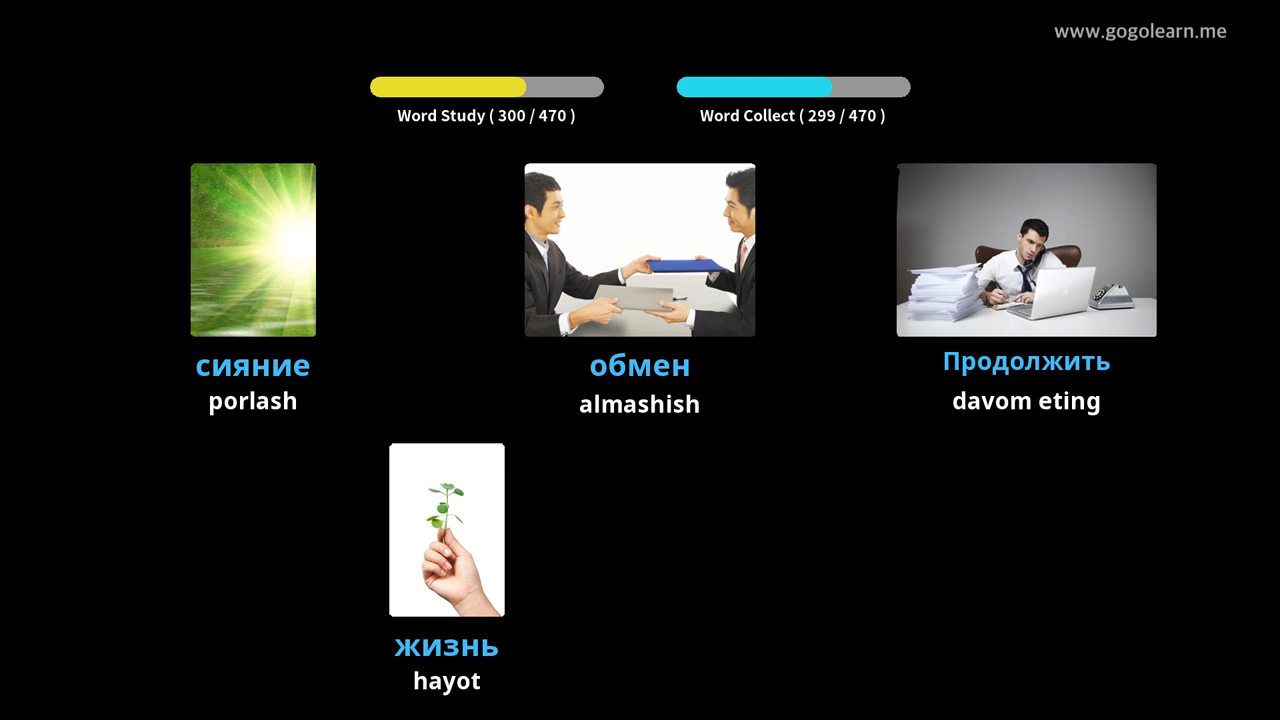 www.gogolearn.me
Word Study ( 300 / 470 )
Word Collect ( 299 / 470 )
сияние
porlash
обмен
almashish
Продолжить
davom eting
жизнь
hayot